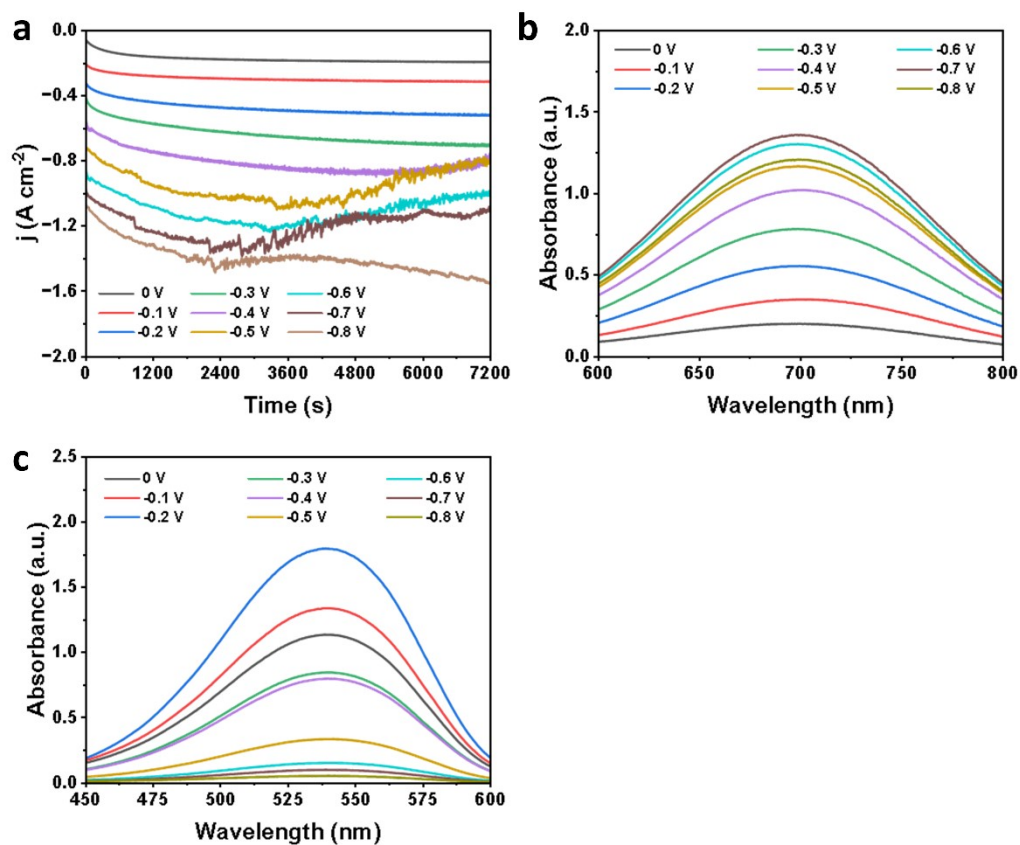 a
j (A cm-2)
0.0
−0.4
−0.8
−1.2
−1.6
−2.0
0 V -0.3 V -0.6 V
-0.1 V -0.4 V -0.7 V
-0.2 V -0.5 V -0.8 V
0 1200 2400 3600 4800 6000 7200
Time (s)
b
Absorbance (a.u.)
2.0
1.5
1.0
0.5
0.0
0 V -0.3 V -0.6 V
-0.1 V -0.4 V -0.7 V
-0.2 V -0.5 V -0.8 V
600 650 700 750 800
Wavelength (nm)
c
Absorbance (a.u.)
2.5
2.0
1.5
1.0
0.5
0.0
0 V -0.3 V -0.6 V
-0.1 V -0.4 V -0.7 V
-0.2 V -0.5 V -0.8 V
450 475 500 525 550 575 600
Wavelength (nm)